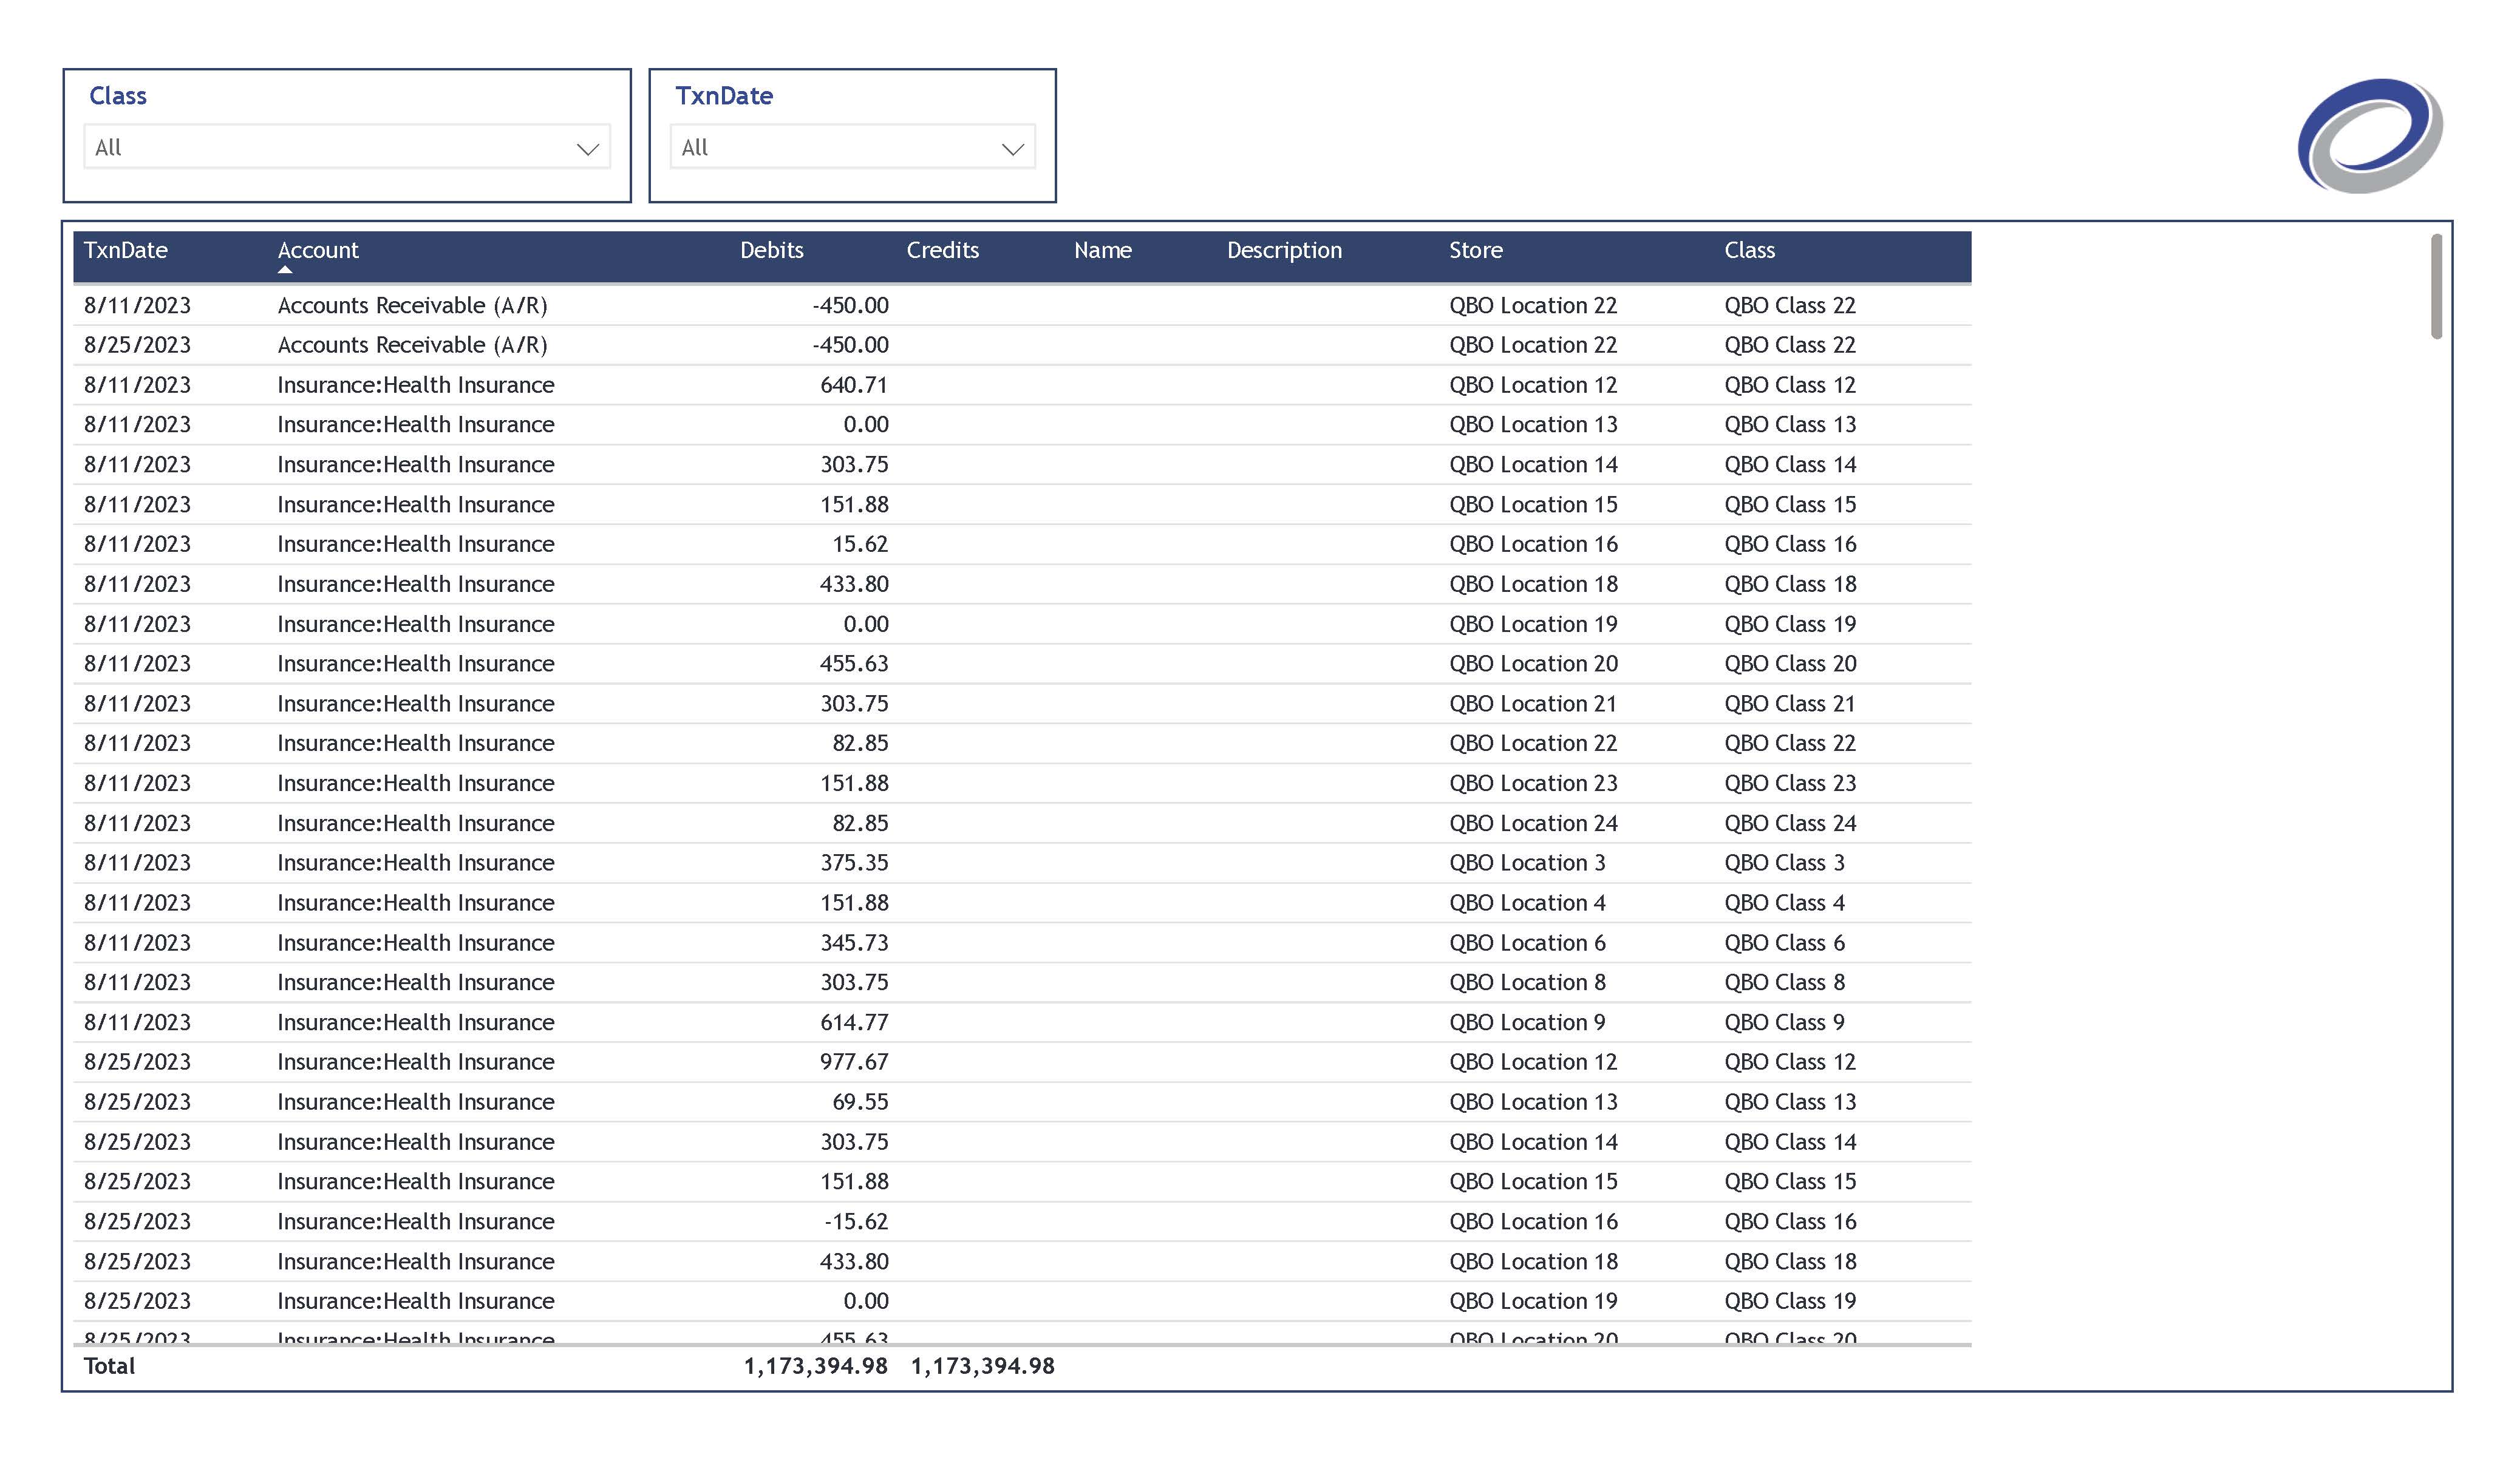 Class TxnDate
All All
TxnDate Account Debits Credits Name Description Store Class
8/11/2023 Accounts Receivable (A/R) -450.00 QBO Location 22 QBO Class 22
8/25/2023 Accounts Receivable (A/R) -450.00 QBO Location 22 QBO Class 22
8/11/2023 Insurance:Health Insurance 640.71 QBO Location 12 QBO Class 12
8/11/2023 Insurance:Health Insurance 0.00 QBO Location 13 QBO Class 13
8/11/2023 Insurance:Health Insurance 303.75 QBO Location 14 QBO Class 14
8/11/2023 Insurance:Health Insurance 151.88 QBO Location 15 QBO Class 15
8/11/2023 Insurance:Health Insurance 15.62 QBO Location 16 QBO Class 16
8/11/2023 Insurance:Health Insurance 433.80 QBO Location 18 QBO Class 18
8/11/2023 Insurance:Health Insurance 0.00 QBO Location 19 QBO Class 19
8/11/2023 Insurance:Health Insurance 455.63 QBO Location 20 QBO Class 20
8/11/2023 Insurance:Health Insurance 303.75 QBO Location 21 QBO Class 21
8/11/2023 Insurance:Health Insurance 82.85 QBO Location 22 QBO Class 22
8/11/2023 Insurance:Health Insurance 151.88 QBO Location 23 QBO Class 23
8/11/2023 Insurance:Health Insurance 82.85 QBO Location 24 QBO Class 24
8/11/2023 Insurance:Health Insurance 375.35 QBO Location 3 QBO Class 3
8/11/2023 Insurance:Health Insurance 151.88 QBO Location 4 QBO Class 4
8/11/2023 Insurance:Health Insurance 345.73 QBO Location 6 QBO Class 6
8/11/2023 Insurance:Health Insurance 303.75 QBO Location 8 QBO Class 8
8/11/2023 Insurance:Health Insurance 614.77 QBO Location 9 QBO Class 9
8/25/2023 Insurance:Health Insurance 977.67 QBO Location 12 QBO Class 12
8/25/2023 Insurance:Health Insurance 69.55 QBO Location 13 QBO Class 13
8/25/2023 Insurance:Health Insurance 303.75 QBO Location 14 QBO Class 14
8/25/2023 Insurance:Health Insurance 151.88 QBO Location 15 QBO Class 15
8/25/2023 Insurance:Health Insurance -15.62 QBO Location 16 QBO Class 16
8/25/2023 Insurance:Health Insurance 433.80 QBO Location 18 QBO Class 18
8/25/2023 Insurance:Health Insurance 0.00 QBO Location 19 QBO Class 19
8/25/2023 Insurance:Health Insurance 455.63 QBO Location 20 QBO Class 20
Total 1,173,394.98 1,173,394.98